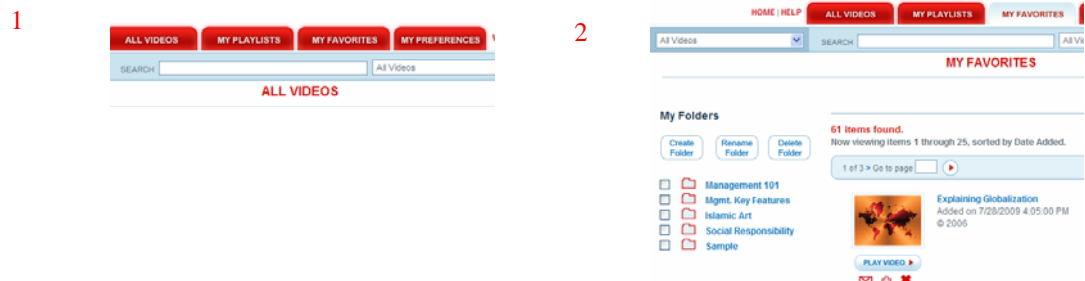 1
ALL VIDEOS MY PLAYLISTS MY FAVORITES MY PREFERENCES
SEARCH All Videos
ALL VIDEOS
2
HOME | HELP ALL VIDEOS MY PLAYLISTS MY FAVORITES
All Videos SEARCH
MY FAVORITES
My Folders
Create Folder Rename Folder Delete Folder
Management 101
Mgmt. Key Features
Islamic Art
Social Responsibility
Sample
61 items found.
Now viewing items 1 through 25, sorted by Date Added.
1 of 3 > Go to page
Explaining Globalization
Added on 7/28/2009 4:05:00 PM
© 2006
PLAY VIDEO